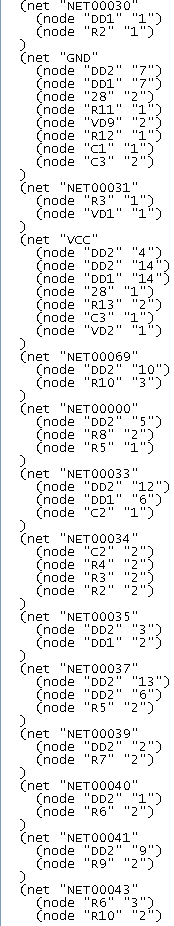 (net "NET00030"
(node "DD1" "1")
(node "R2" "1")
)
(net "GND"
(node "DD2" "7")
(node "DD1" "7")
(node "28" "2")
(node "R11" "1")
(node "VD9" "2")
(node "R12" "1")
(node "C1" "1")
(node "C3" "2")
)
(net "NET00031"
(node "R3" "1")
(node "VD1" "1")
)
(net "VCC"
(node "DD2" "4")
(node "DD2" "14")
(node "DD1" "14")
(node "28" "1")
(node "R13" "2")
(node "C3" "1")
(node "VD2" "1")
)
(net "NET00069"
(node "DD2" "10")
(node "R10" "3")
)
(net "NET00000"
(node "DD2" "5")
(node "R8" "2")
(node "R5" "1")
)
(net "NET00033"
(node "DD2" "12")
(node "DD1" "6")
(node "C2" "1")
)
(net "NET00034"
(node "C2" "2")
(node "R4" "2")
(node "R3" "2")
(node "R2" "2")
)
(net "NET00035"
(node "DD2" "3")
(node "DD1" "2")
)
(net "NET00037"
(node "DD2" "13")
(node "DD2" "6")
(node "R5" "2")
)
(net "NET00039"
(node "DD2" "2")
(node "R7" "2")
)
(net "NET00040"
(node "DD2" "1")
(node "R6" "2")
)
(net "NET00041"
(node "DD2" "9")
(node "R9" "2")
)
(net "NET00043"
(node "R6" "3")
(node "R10" "2")